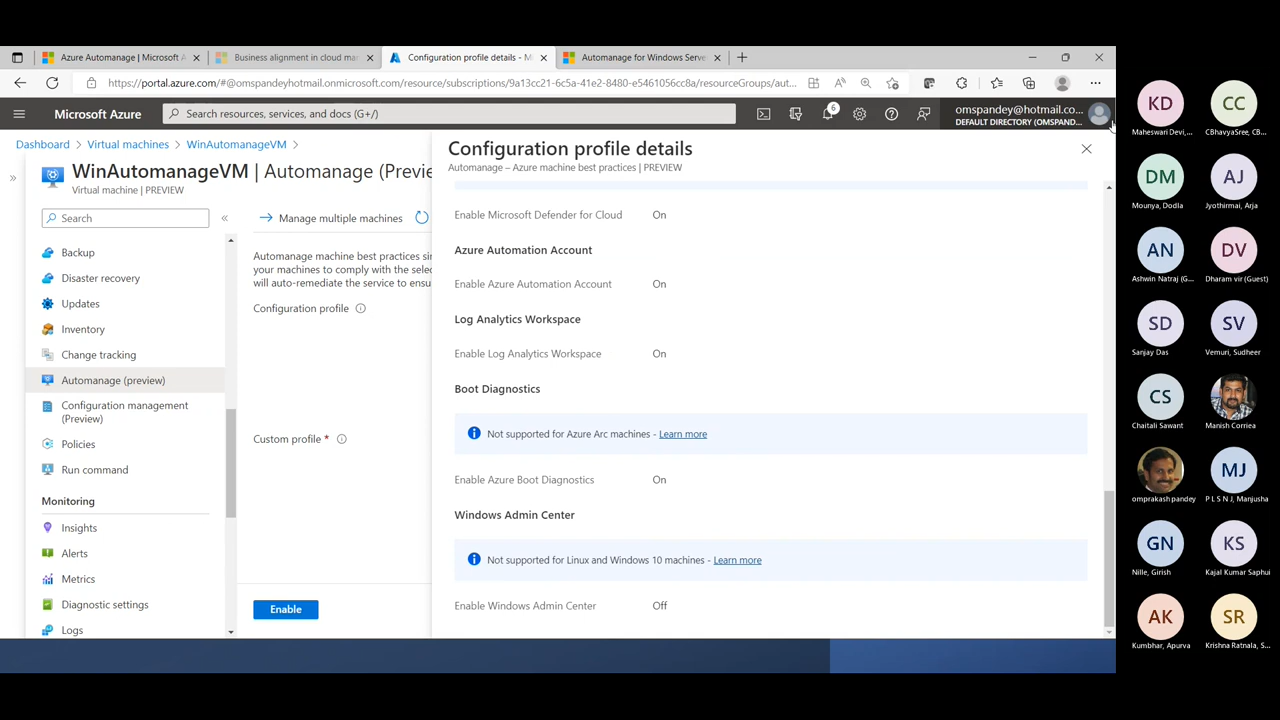 Azure Automanage | Microsoft A
Business alignment in cloud ma
Configuration profile details - Mi
Automanage for Windows Serve
https://portal.azure.com/#@omspandeyhotmail.onmicrosoft.com/resource/subscriptions/9a13cc21-6c5a-41e2-8480-e5461056cc8a/resourceGroups/aut...
Microsoft Azure
Search resources, services, and docs (G+/)
6
omspandey@hotmail.co...
DEFAULT DIRECTORY (OMSPAND...
Dashboard > Virtual machines > WinAutomanageVM >
WinAutomanageVM | Automanage (Previe
Virtual machine | PREVIEW
Search
«
»
Backup
Disaster recovery
Updates
Inventory
Change tracking
Automanage (preview)
Configuration management
(Preview)
Policies
Run command
Monitoring
Insights
Alerts
Metrics
Diagnostic settings
Logs
Manage multiple machines
Automanage machine best practices si
your machines to comply with the selec
will auto-remediate the service to ensu
Configuration profile
Custom profile *
Enable
Configuration profile details
Automanage – Azure machine best practices | PREVIEW
Enable Microsoft Defender for Cloud On
Azure Automation Account
Enable Azure Automation Account On
Log Analytics Workspace
Enable Log Analytics Workspace On
Boot Diagnostics
Not supported for Azure Arc machines - Learn more
Enable Azure Boot Diagnostics On
Windows Admin Center
Not supported for Linux and Windows 10 machines - Learn more
Enable Windows Admin Center Off
KD
Maheswari Devi,...
CC
CBhavyaSree, CB...
DM
Mounya, Dodla
AJ
Jyothirmai, Arja
AN
Ashwin Natraj (G...
DV
Dharam vir (Guest)
SD
Sanjay Das
SV
Vemuri, Sudheer
CS
Chaitali Sawant
Manish Corriea
omprakash pandey
MJ
P L S N J, Manjusha
GN
Nille, Girish
KS
Kajal Kumar Saphui
AK
Kumbhar, Apurva
SR
Krishna Ratnala, S...